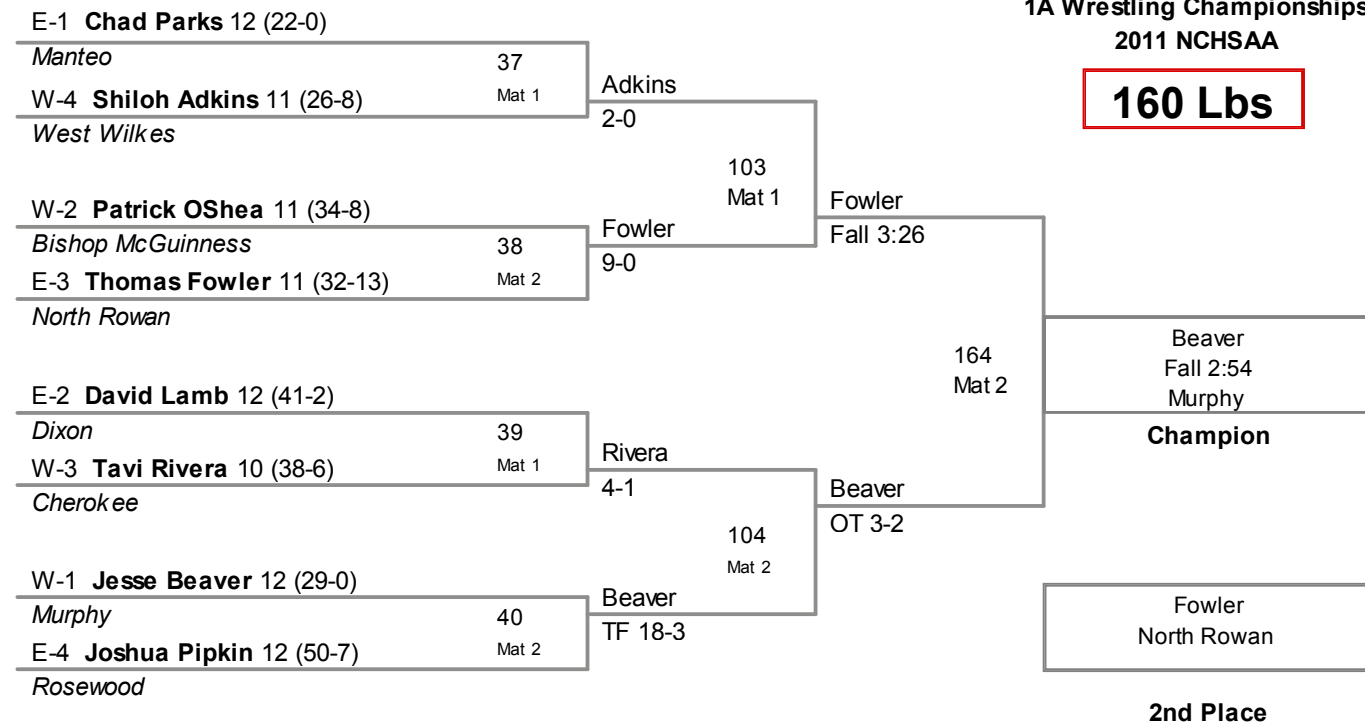 1A Wrestling Championships
2011 NCHSAA
160 Lbs
E-1 Chad Parks 12 (22-0)
Manteo
37
Mat 1
W-4 Shiloh Adkins 11 (26-8)
West Wilkes
Adkins
2-0
103
Mat 1
W-2 Patrick OShea 11 (34-8)
Bishop McGuinness
38
Mat 2
E-3 Thomas Fowler 11 (32-13)
North Rowan
Fowler
9-0
Fowler
Fall 3:26
164
Mat 2
E-2 David Lamb 12 (41-2)
Dixon
39
Mat 1
W-3 Tavi Rivera 10 (38-6)
Cherokee
Rivera
4-1
104
Mat 2
W-1 Jesse Beaver 12 (29-0)
Murphy
40
Mat 2
E-4 Joshua Pipkin 12 (50-7)
Rosewood
Beaver
TF 18-3
Beaver
OT 3-2
Beaver
Fall 2:54
Murphy
Champion
Fowler
North Rowan
2nd Place